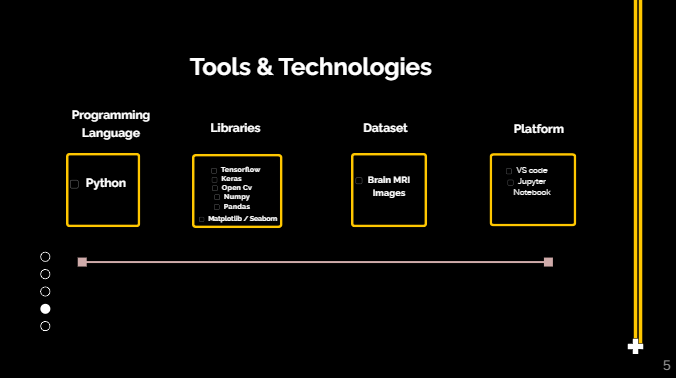 Tools & Technologies
Programming
Language
Libraries
Dataset
Platform
Python
Tensorflow
Keras
Open Cv
Numpy
Pandas
Matplotlib / Seaborn
Brain MRI
Images
VS code
Jupyter
Notebook
5